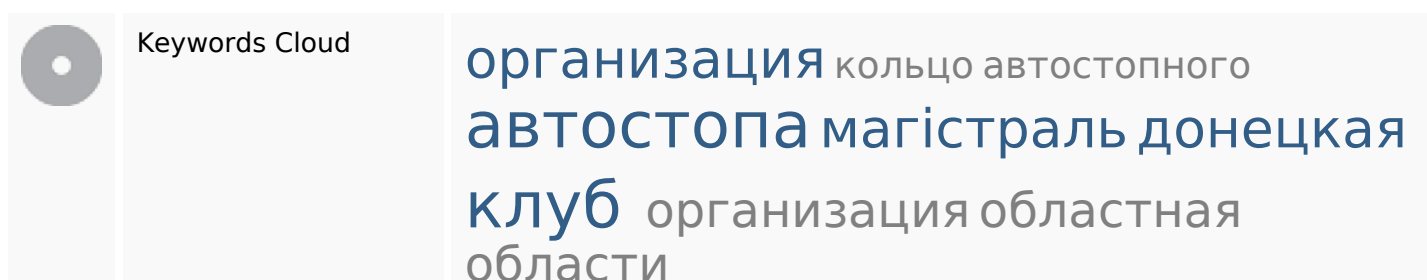 Keywords Cloud
организация кольцо автостопного
автостопа магістраль донецкая
клуб организация областная
области